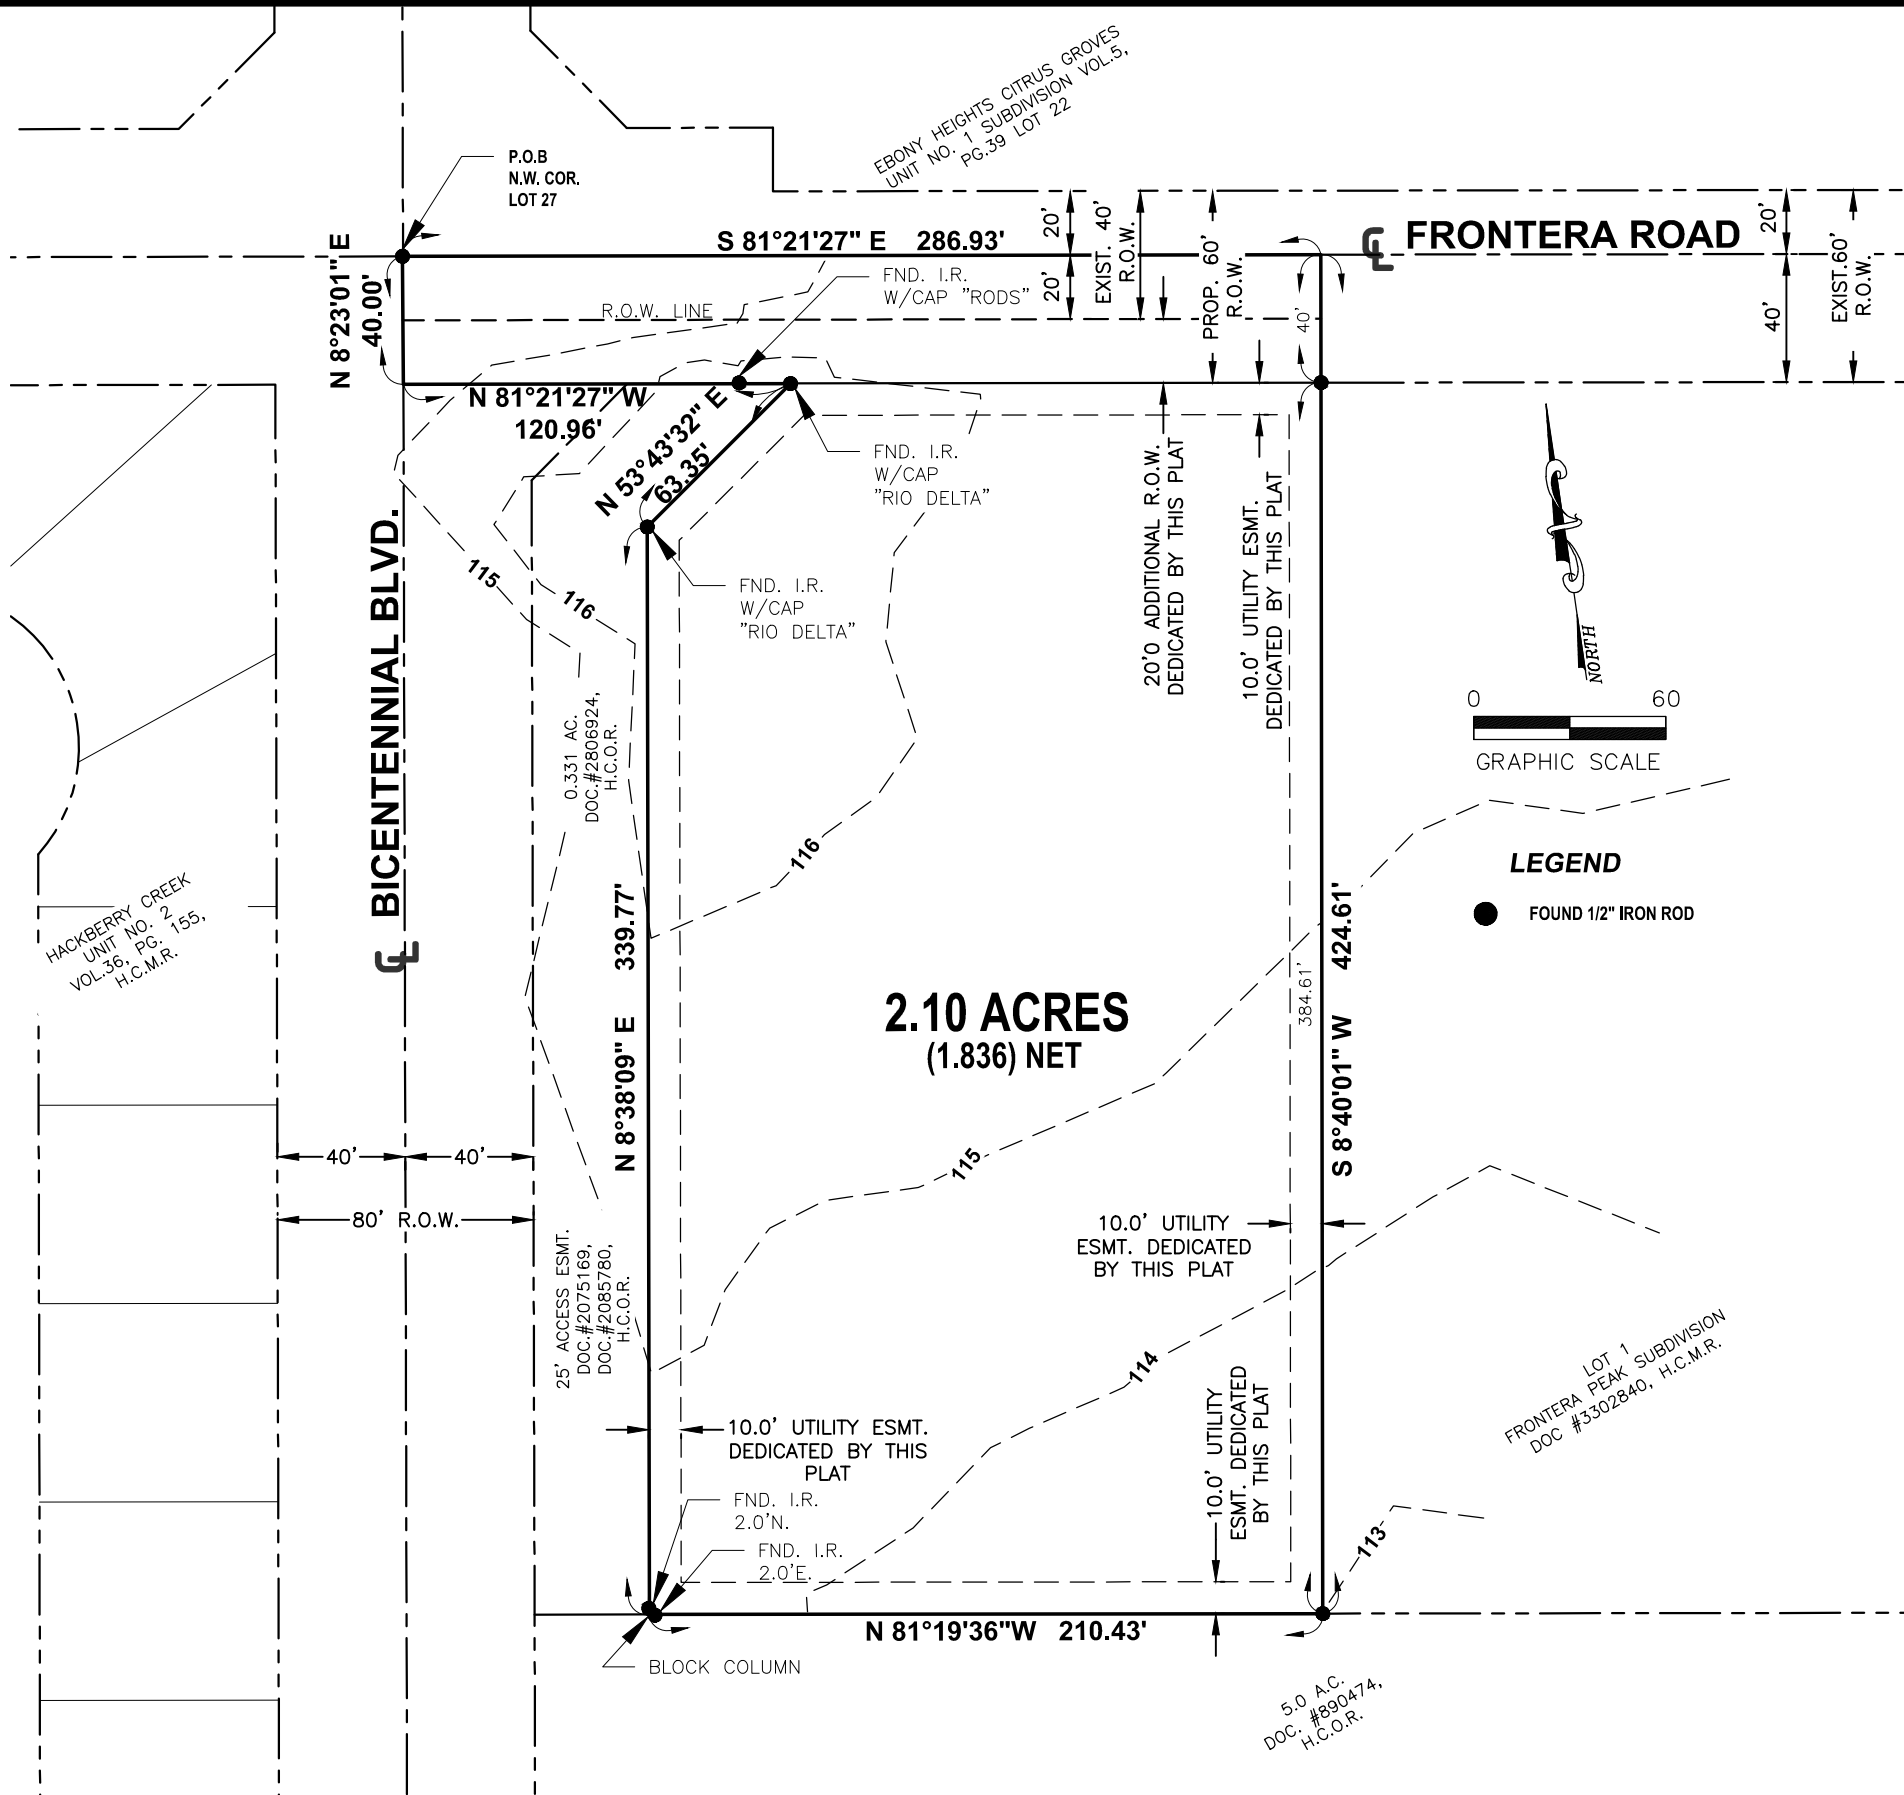 EBONY HEIGHTS CITRUS GROVES
UNIT NO. 1 SUBDIVISION VOL.5,
PG.39 LOT 22
P.O.B
N.W. COR.
LOT 27
N 8°23'01" E
40.00'
S 81°21'27" E 286.93'
20'
20'
EXIST. 40'
R.O.W.
PROP. 60'
R.O.W.
40'
FRONTERA ROAD
20'
40'
EXIST.60'
R.O.W.
R.O.W. LINE
FND. I.R.
W/CAP "RODS"
N 81°21'27" W
120.96'
N 53°43'32" E
63.35'
FND. I.R.
W/CAP
"RIO DELTA"
FND. I.R.
W/CAP
"RIO DELTA"
20'0 ADDITIONAL R.O.W.
DEDICATED BY THIS PLAT
10.0' UTILITY ESMT.
DEDICATED BY THIS PLAT
NORTH
0 60
GRAPHIC SCALE
LEGEND
FOUND 1/2" IRON ROD
BICENTENNIAL BLVD.
115
116
116
0.331 AC.
DOC.#2806924,
H.C.O.R.
HACKBERRY CREEK
UNIT NO. 2
VOL.36, PG. 155,
H.C.M.R.
N 8°38'09" E 339.77'
2.10 ACRES
(1.836) NET
384.61'
S 8°40'01" W 424.61'
40'
40'
80' R.O.W.
115
25' ACCESS ESMT.
DOC.#2075169,
DOC.#2085780,
H.C.O.R.
10.0' UTILITY
ESMT. DEDICATED
BY THIS PLAT
114
LOT 1
FRONTERA PEAK SUBDIVISION
DOC #3302840, H.C.M.R.
10.0' UTILITY ESMT.
DEDICATED BY THIS
PLAT
10.0' UTILITY
ESMT. DEDICATED
BY THIS PLAT
FND. I.R.
2.0'N.
FND. I.R.
2.0'E.
113
N 81°19'36"W 210.43'
BLOCK COLUMN
5.0 A.C.
DOC. #890474,
H.C.O.R.